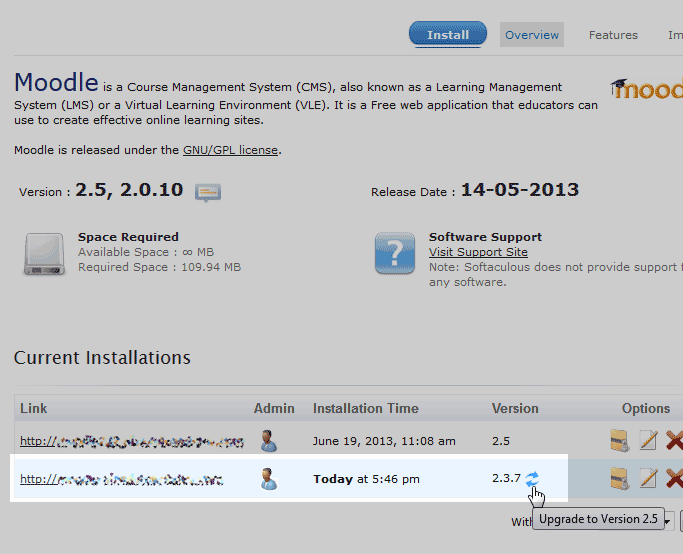 Install Overview Features
Moodle is a Course Management System (CMS), also known as a Learning Management
System (LMS) or a Virtual Learning Environment (VLE). It is a Free web application that educators can
use to create effective online learning sites.
Moodle is released under the GNU/GPL license.
Version : 2.5, 2.0.10 Release Date : 14-05-2013
Space Required
Available Space : ∞ MB
Required Space : 109.94 MB
Software Support
Visit Support Site
Note: Softaculous does not provide support
any software.
Current Installations
Link Admin Installation Time Version Options
http:// June 19, 2013, 11:08 am 2.5
http:// Today at 5:46 pm 2.3.7
Upgrade to Version 2.5